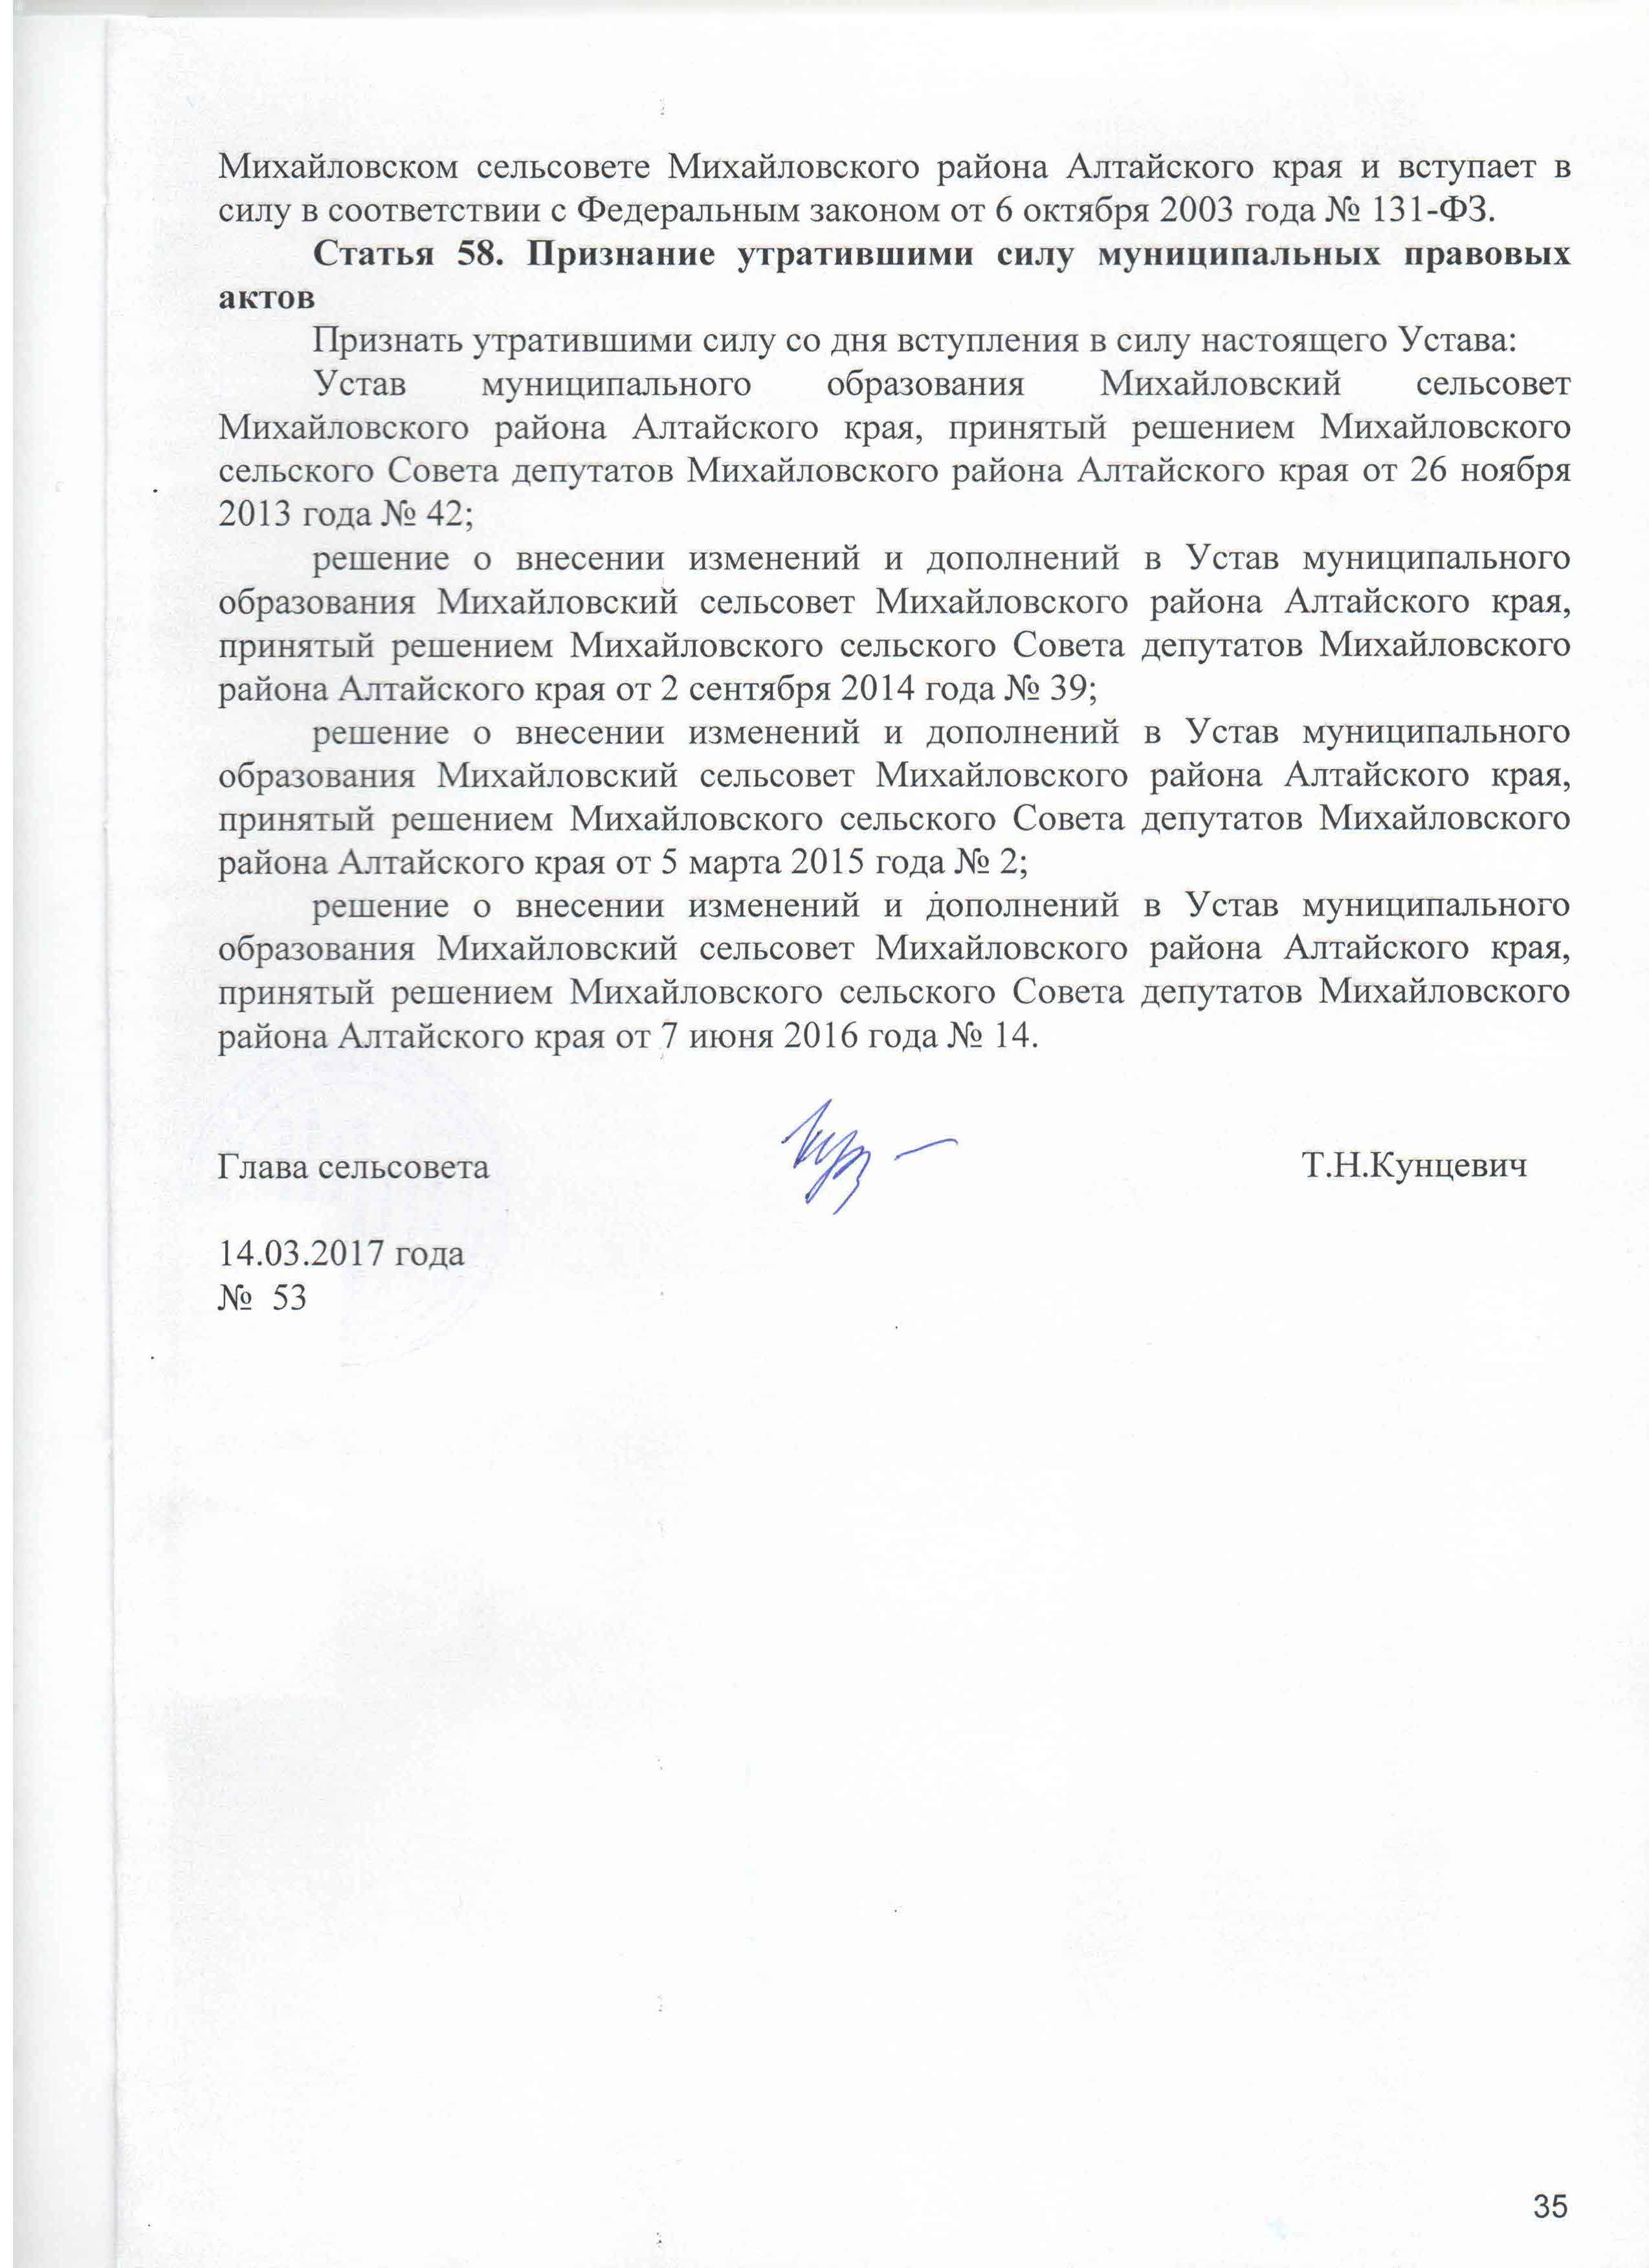 Михайловском сельсовете Михайловского района Алтайского края и вступает в
силу в соответствии с Федеральным законом от 6 октября 2003 года № 131-ФЗ.
Статья 58. Признание утратившими силу муниципальных правовых
актов
Признать утратившими силу со дня вступления в силу настоящего Устава:
Устав муниципального образования Михайловский сельсовет
Михайловского района Алтайского края, принятый решением Михайловского
сельского Совета депутатов Михайловского района Алтайского края от 26 ноября
2013 года № 42;
решение о внесении изменений и дополнений в Устав муниципального
образования Михайловский сельсовет Михайловского района Алтайского края,
принятый решением Михайловского сельского Совета депутатов Михайловского
района Алтайского края от 2 сентября 2014 года № 39;
решение о внесении изменений и дополнений в Устав муниципального
образования Михайловский сельсовет Михайловского района Алтайского края,
принятый решением Михайловского сельского Совета депутатов Михайловского
района Алтайского края от 5 марта 2015 года № 2;
решение о внесении изменений и дополнений в Устав муниципального
образования Михайловский сельсовет Михайловского района Алтайского края,
принятый решением Михайловского сельского Совета депутатов Михайловского
района Алтайского края от 7 июня 2016 года № 14.
Глава сельсовета Т.Н.Кунцевич
14.03.2017 года
№ 53
35